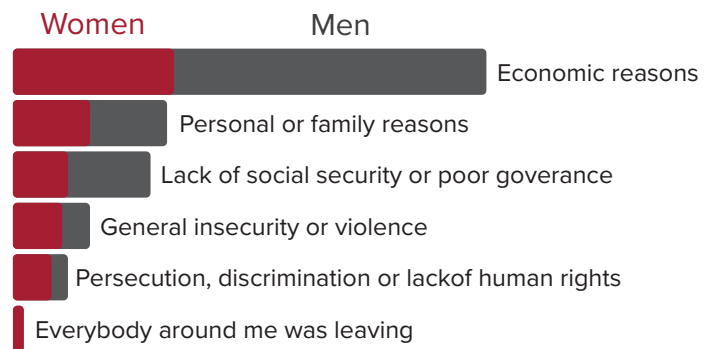 Women Men
Economic reasons
Personal or family reasons
Lack of social security or poor goverance
General insecurity or violence
Persecution, discrimination or lackof human rights
Everybody around me was leaving